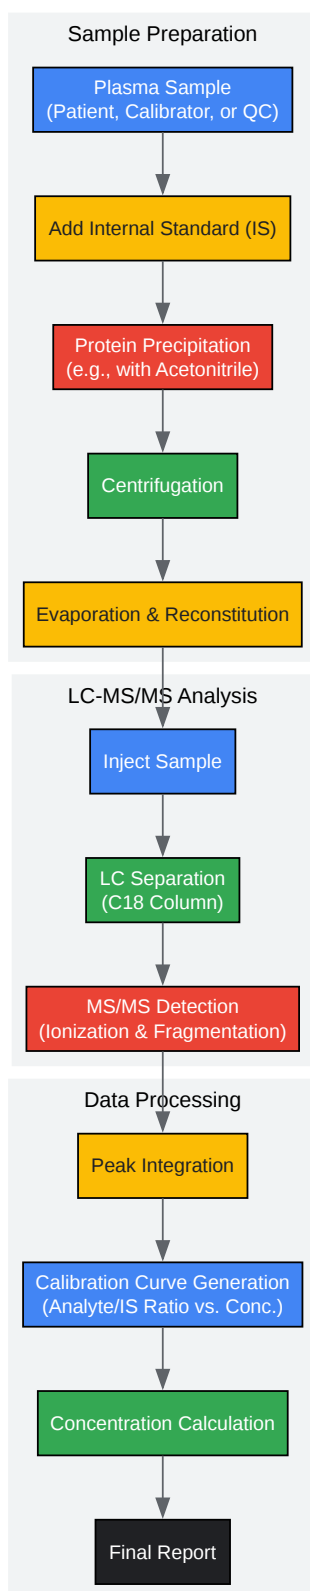 Sample Preparation
Plasma Sample
(Patient, Calibrator, or QC)
Add Internal Standard (IS)
Protein Precipitation
(e.g., with Acetonitrile)
Centrifugation
Evaporation & Reconstitution
LC-MS/MS Analysis
Inject Sample
LC Separation
(C18 Column)
MS/MS Detection
(Ionization & Fragmentation)
Data Processing
Peak Integration
Calibration Curve Generation
(Analyte/IS Ratio vs. Conc.)
Concentration Calculation
Final Report